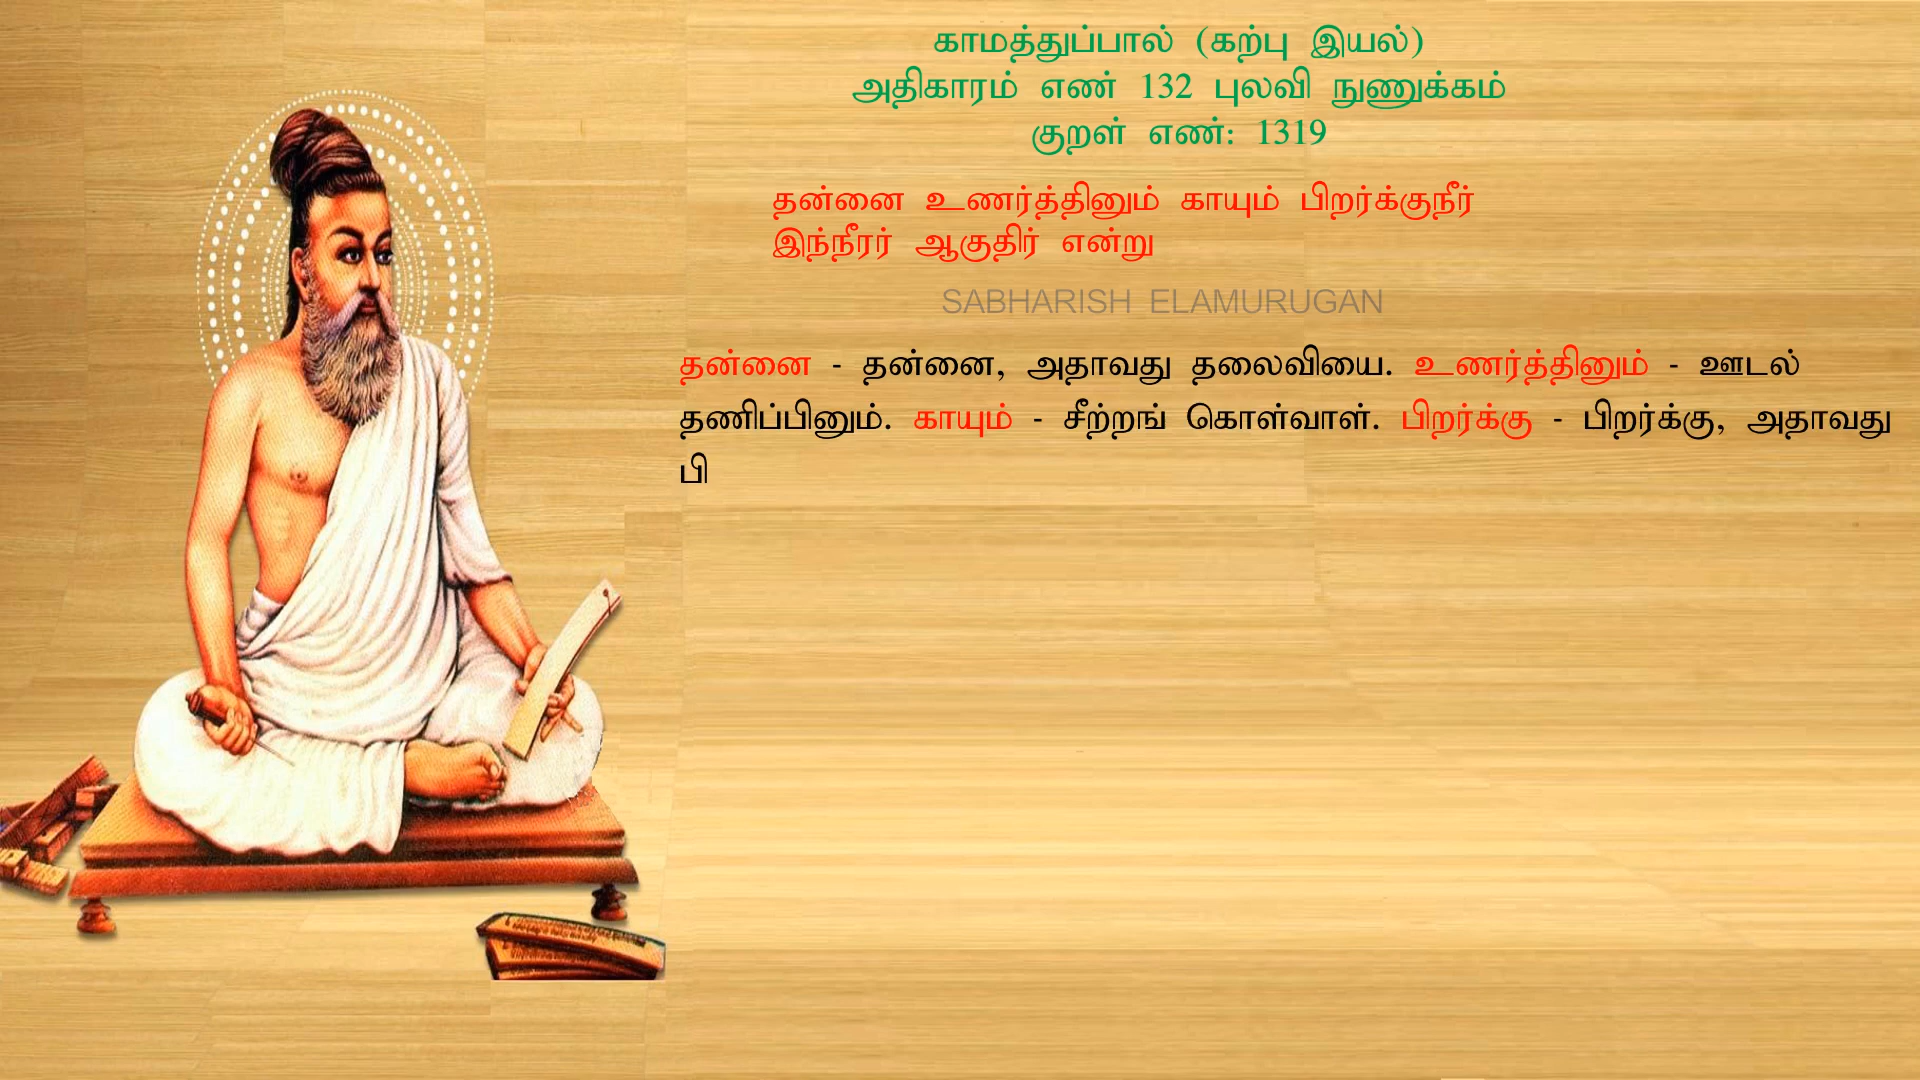 காமத்துப்பால் (கற்பு இயல்)
அதிகாரம் எண் 132 புலவி நுணுக்கம்
குறள் எண்: 1319
தன்னை உணர்த்தினும் காயும் பிறர்க்குநீர்
இந்நீரர் ஆகுதிர் என்று
SABHARISH ELAMURUGAN
தன்னை - தன்னை, அதாவது தலைவியை. உணர்த்தினும் - ஊடல்
தணிப்பினும். காயும் - சீற்றங் கொள்வாள். பிறர்க்கு - பிறர்க்கு, அதாவது
பி